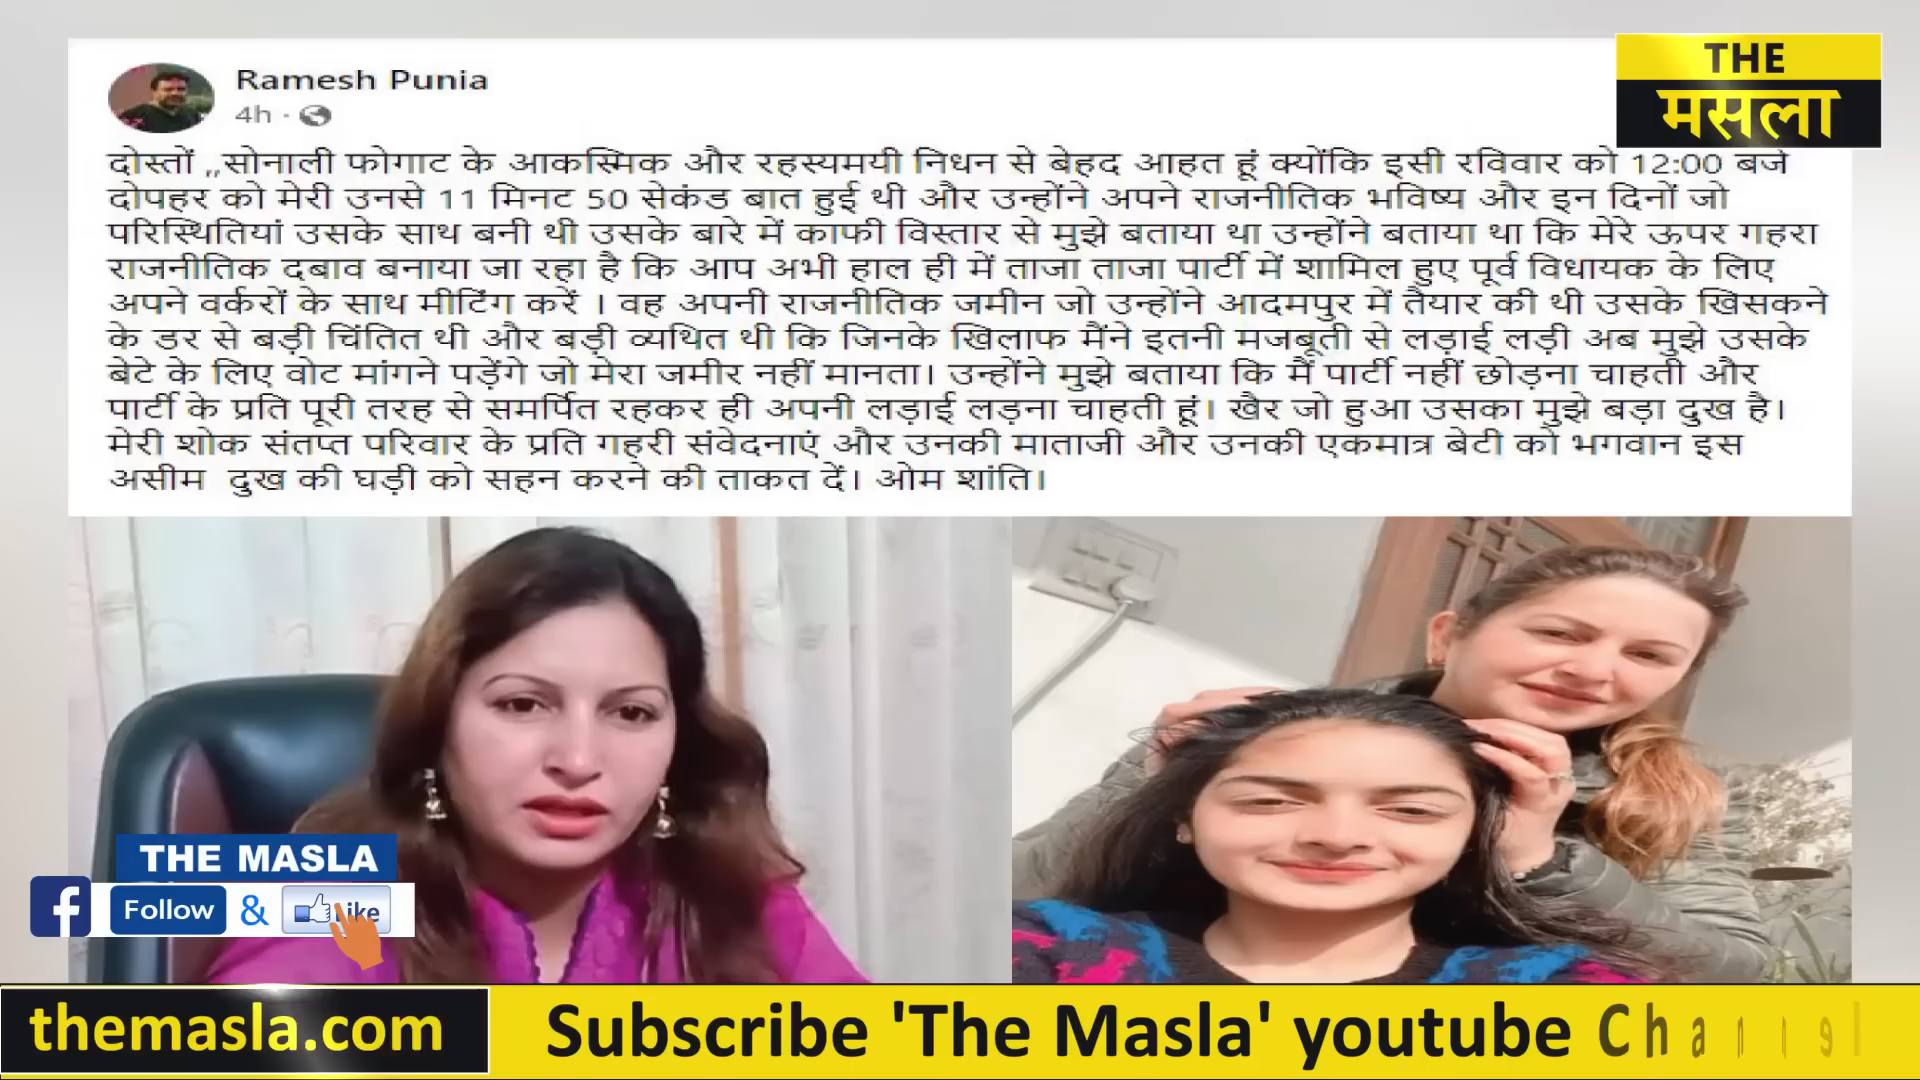 Ramesh Punia
4h ·
THE
मसला
दोस्तों ,,सोनाली फोगाट के आकस्मिक और रहस्यमयी निधन से बेहद आहत हूं क्योंकि इसी रविवार को 12:00 बजे
दोपहर को मेरी उनसे 11 मिनट 50 सेकंड बात हुई थी और उन्होंने अपने राजनीतिक भविष्य और इन दिनों जो
परिस्थितियां उसके साथ बनी थी उसके बारे में काफी विस्तार से मुझे बताया था उन्होंने बताया था कि मेरे ऊपर गहरा
राजनीतिक दबाव बनाया जा रहा है कि आप अभी हाल ही में ताजा ताजा पार्टी में शामिल हुए पूर्व विधायक के लिए
अपने वर्करों के साथ मीटिंग करें । वह अपनी राजनीतिक जमीन जो उन्होंने आदमपुर में तैयार की थी उसके खिसकने
के डर से बड़ी चिंतित थी और बड़ी व्यथित थी कि जिनके खिलाफ मैंने इतनी मजबूती से लड़ाई लड़ी अब मुझे उसके
बेटे के लिए वोट मांगने पड़ेंगे जो मेरा जमीर नहीं मानता। उन्होंने मुझे बताया कि मैं पार्टी नहीं छोड़ना चाहती और
पार्टी के प्रति पूरी तरह से समर्पित रहकर ही अपनी लड़ाई लड़ना चाहती हूं। खैर जो हुआ उसका मुझे बड़ा दुख है।
मेरी शोक संतप्त परिवार के प्रति गहरी संवेदनाएं और उनकी माताजी और उनकी एकमात्र बेटी को भगवान इस
असीम दुख की घड़ी को सहन करने की ताकत दें। ओम शांति।
THE MASLA
f Follow & Like
themasla.com
Subscribe 'The Masla' youtube Channel